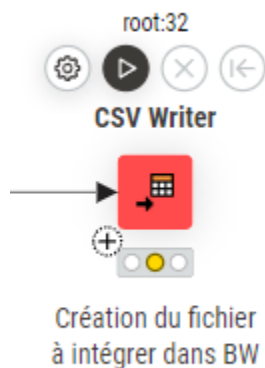 root:32
CSV Writer
Création du fichier
à intégrer dans BW